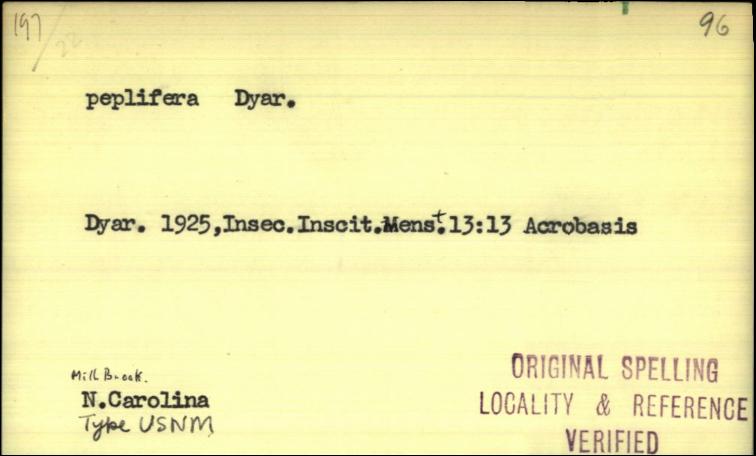 197/22
96
peplifera Dyar.
Dyar. 1925,Insec.Inscit.Menst.13:13 Acrobasis
Mill Brook.
N.Carolina
Type USNM
ORIGINAL SPELLING
LOCALITY & REFERENCE
VERIFIED